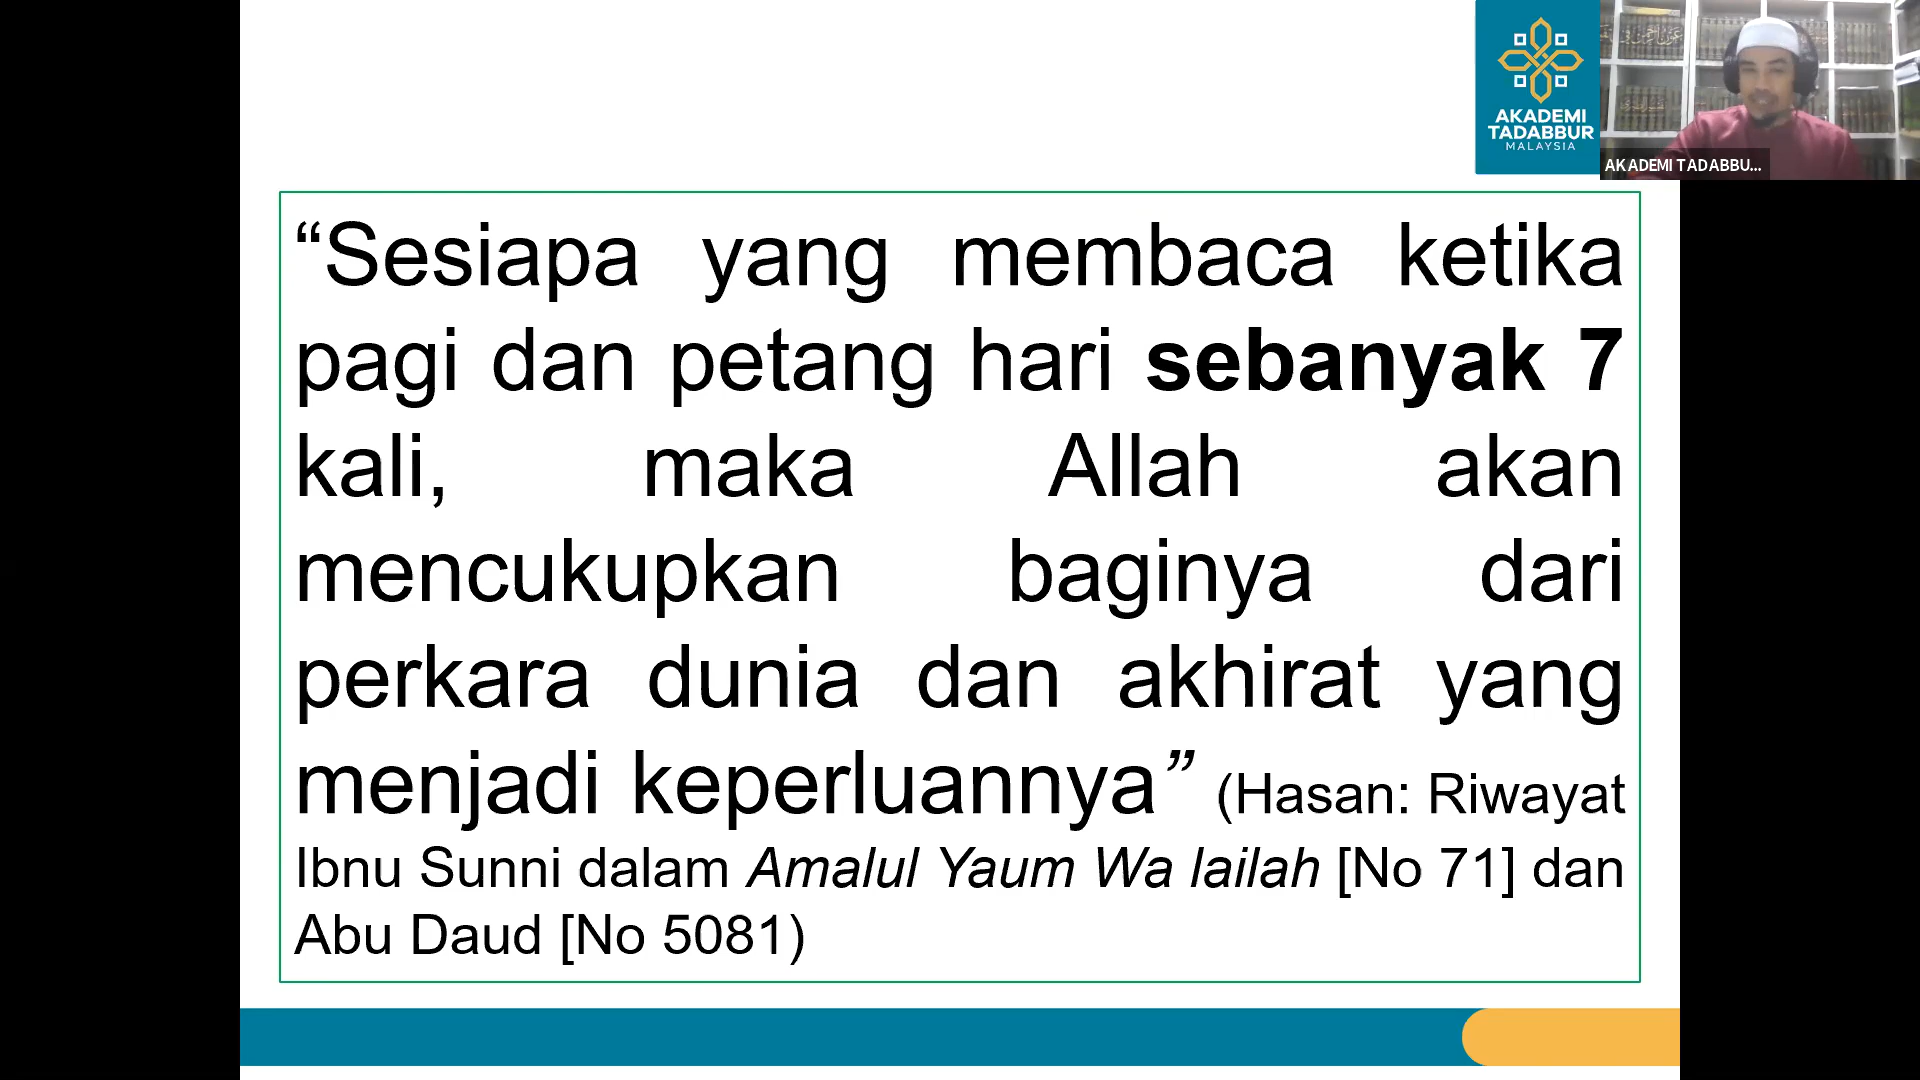 AKADEMI
TADABBUR
MALAYSIA
AKADEMI TADABBU...
“Sesiapa yang membaca ketika
pagi dan petang hari sebanyak 7
kali, maka Allah akan
mencukupkan baginya dari
perkara dunia dan akhirat yang
menjadi keperluannya” (Hasan: Riwayat
Ibnu Sunni dalam Amalul Yaum Wa lailah [No 71] dan
Abu Daud [No 5081)